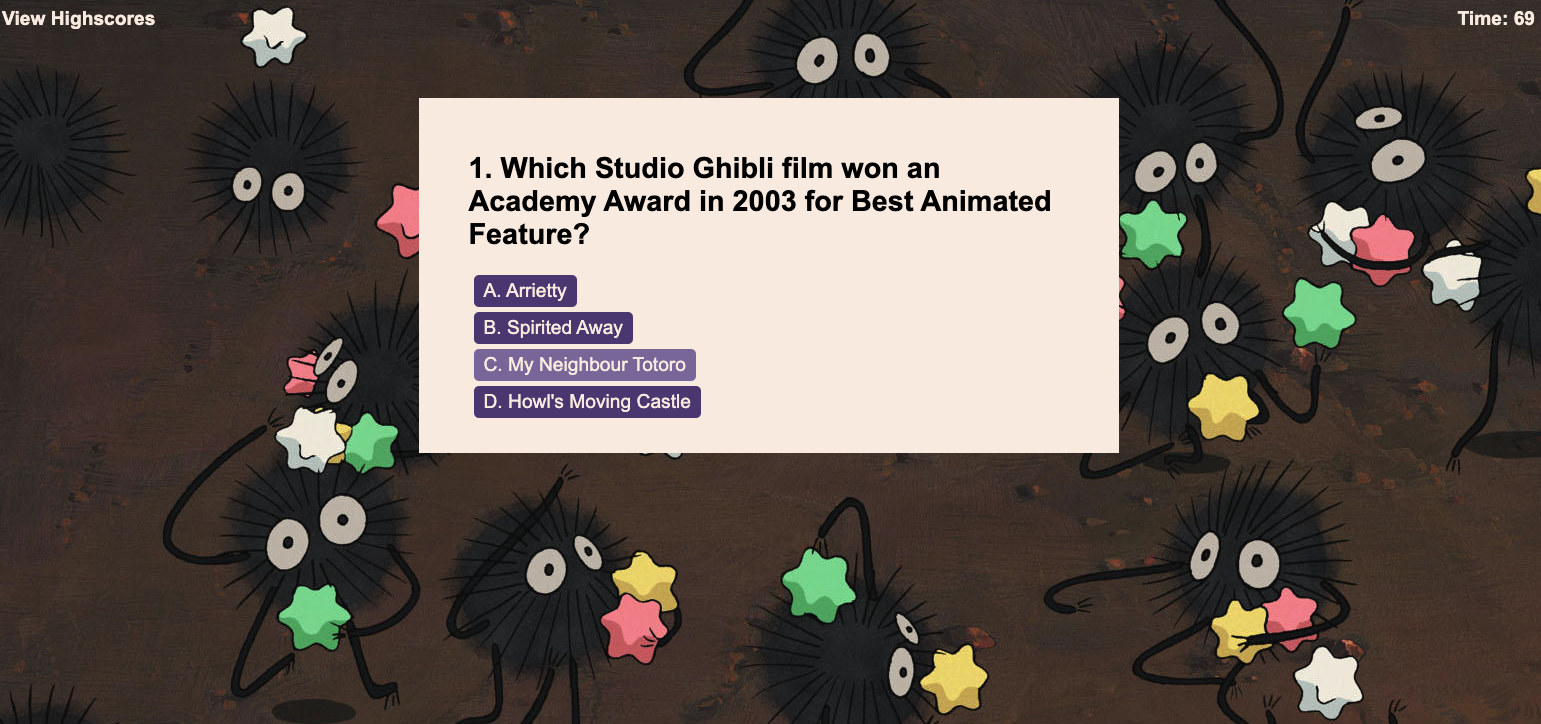 View Highscores
Time: 69
1. Which Studio Ghibli film won an
Academy Award in 2003 for Best Animated
Feature?
A. Arrietty
B. Spirited Away
C. My Neighbour Totoro
D. Howl's Moving Castle